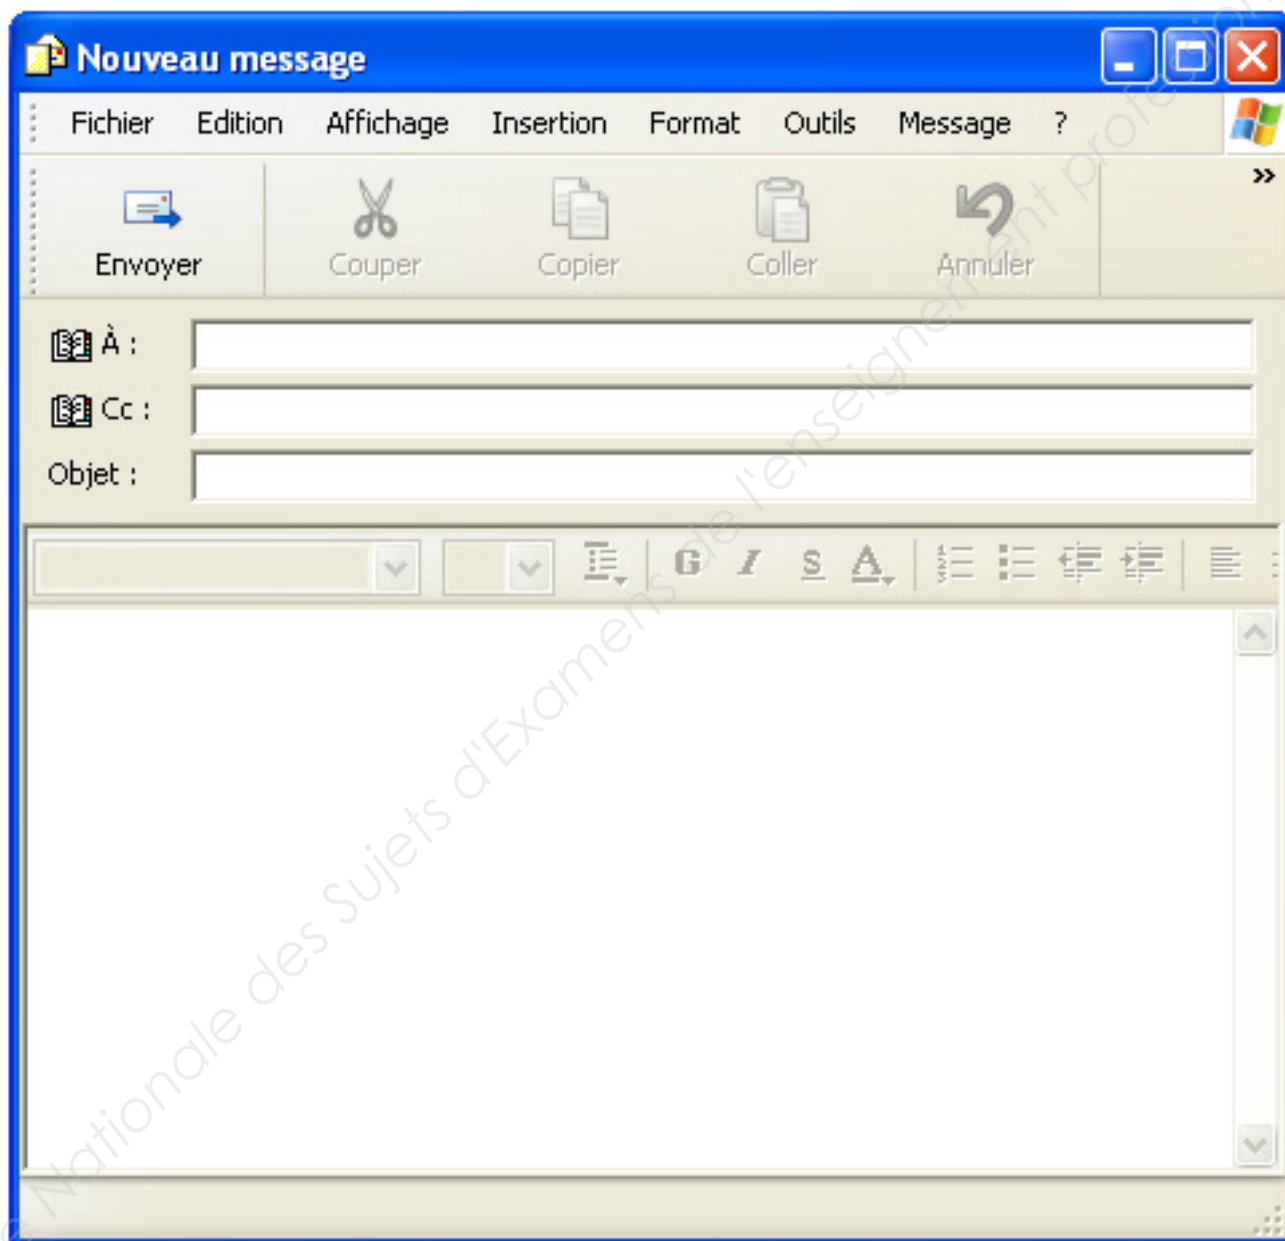 Nouveau message
Fichier Edition Affichage Insertion Format Outils Message ?
Envoyer Couper Copier Coller Annuler »
À :
Cc :
Objet :
G I S A
Nationale des Sujets d'Examens de l'enseignement profession